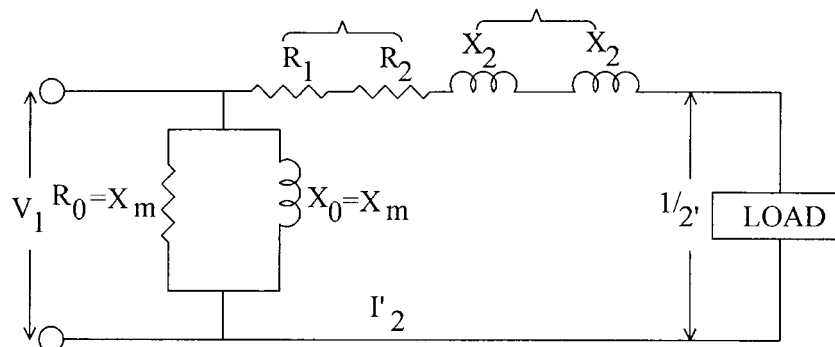 R₁ R₂ X₂ X₂
V₁ R₀=Xₘ X₀=Xₘ 1/2' LOAD
I'₂